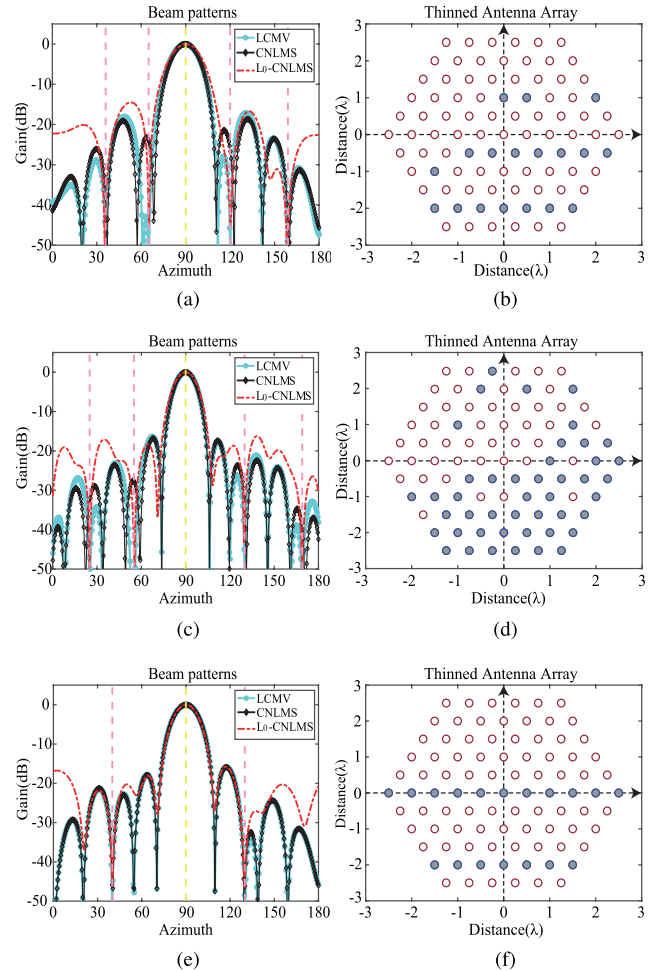 Beam patterns
Thinned Antenna Array
LCMV
CNLMS
L0-CNLMS
0
-10
-20
-30
-40
-50
Gain(dB)
0 30 60 90 120 150 180
Azimuth
3
2
1
0
-1
-2
-3
Distance(λ)
-3 -2 -1 0 1 2 3
Distance(λ)
(a)
(b)
Beam patterns
Thinned Antenna Array
LCMV
CNLMS
L0-CNLMS
0
-10
-20
-30
-40
-50
Gain(dB)
0 30 60 90 120 150 180
Azimuth
3
2
1
0
-1
-2
-3
Distance(λ)
-3 -2 -1 0 1 2 3
Distance(λ)
(c)
(d)
Beam patterns
Thinned Antenna Array
LCMV
CNLMS
L0-CNLMS
0
-10
-20
-30
-40
-50
Gain(dB)
0 30 60 90 120 150 180
Azimuth
3
2
1
0
-1
-2
-3
Distance(λ)
-3 -2 -1 0 1 2 3
Distance(λ)
(e)
(f)